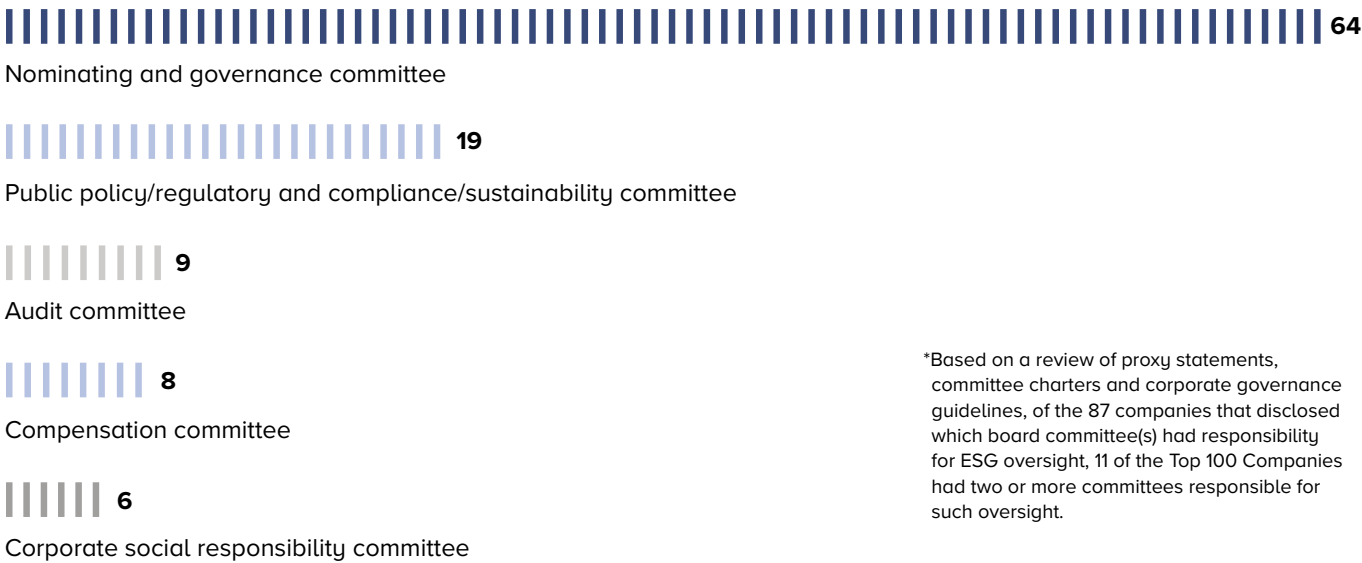 64
Nominating and governance committee
19
Public policy/regulatory and compliance/sustainability committee
9
Audit committee
8
Compensation committee
6
Corporate social responsibility committee
*Based on a review of proxy statements,
committee charters and corporate governance
guidelines, of the 87 companies that disclosed
which board committee(s) had responsibility
for ESG oversight, 11 of the Top 100 Companies
had two or more committees responsible for
such oversight.